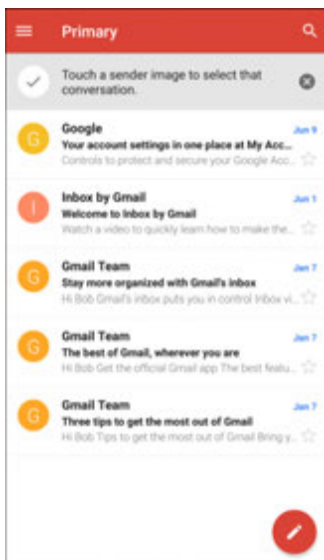 Primary
Touch a sender image to select that
conversation.
G
Google
Jun 9
Your account settings in one place at My Acc...
Controls to protect and secure your Google Acc...
I
Inbox by Gmail
Jun 1
Welcome to Inbox by Gmail
Watch a video to quickly learn how to make the...
G
Gmail Team
Jan 7
Stay more organized with Gmail's inbox
Hi Bob Gmail's inbox puts you in control Inbox vi...
G
Gmail Team
Jan 7
The best of Gmail, wherever you are
Hi Bob Get the official Gmail app The best featu...
G
Gmail Team
Jan 7
Three tips to get the most out of Gmail
Hi Bob Tips to get the most out of Gmail Bring y...